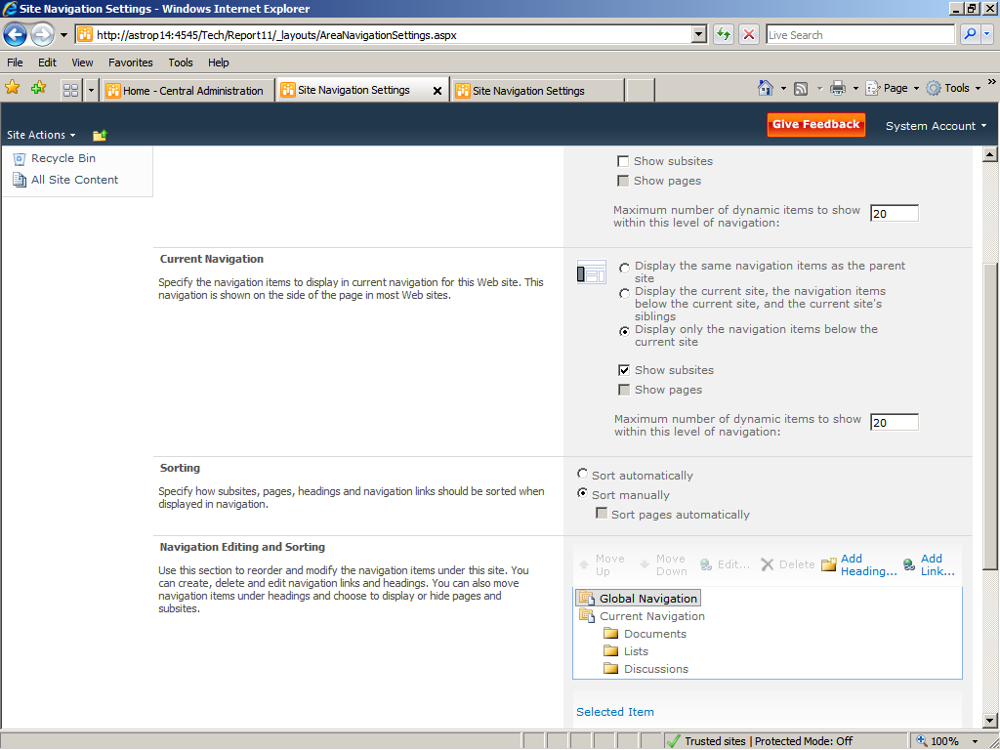 Site Navigation Settings - Windows Internet Explorer
http://astrop14:4545/Tech/Report11/_layouts/AreaNavigationSettings.aspx
Live Search
File Edit View Favorites Tools Help
Home - Central Administration
Site Navigation Settings
Site Navigation Settings
Page
Tools
Site Actions
Give Feedback
System Account
Recycle Bin
All Site Content
Show subsites
Show pages
Maximum number of dynamic items to show
within this level of navigation:
20
Current Navigation
Specify the navigation items to display in current navigation for this Web site. This
navigation is shown on the side of the page in most Web sites.
Display the same navigation items as the parent
site
Display the current site, the navigation items
below the current site, and the current site's
siblings
Display only the navigation items below the
current site
Show subsites
Show pages
Maximum number of dynamic items to show
within this level of navigation:
20
Sorting
Specify how subsites, pages, headings and navigation links should be sorted when
displayed in navigation.
Sort automatically
Sort manually
Sort pages automatically
Navigation Editing and Sorting
Use this section to reorder and modify the navigation items under this site. You
can create, delete and edit navigation links and headings. You can also move
navigation items under headings and choose to display or hide pages and
subsites.
Move
Up
Move
Down
Edit...
Delete
Add
Heading...
Add
Link...
Global Navigation
Current Navigation
Documents
Lists
Discussions
Selected Item
Trusted sites | Protected Mode: Off
100%